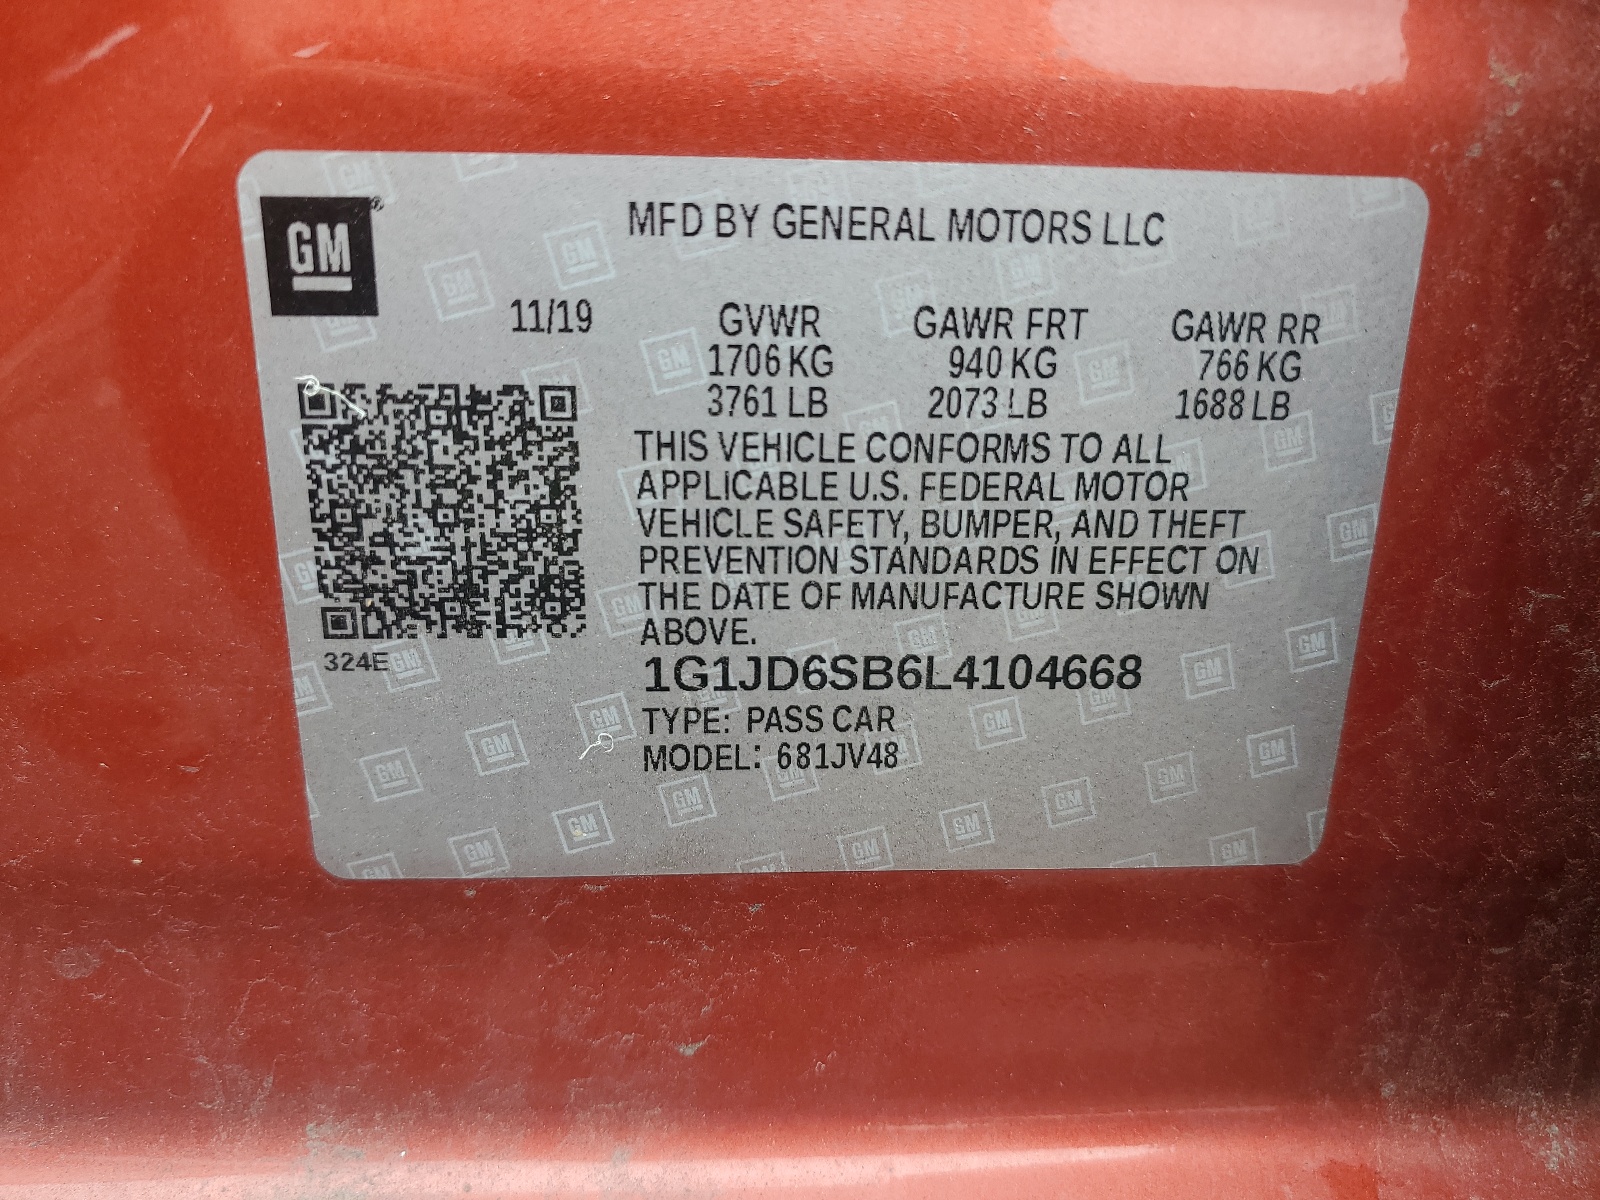 GM®
MFD BY GENERAL MOTORS LLC
11/19 GVWR GAWR FRT GAWR RR
1706 KG 940 KG 766 KG
3761 LB 2073 LB 1688 LB
THIS VEHICLE CONFORMS TO ALL
APPLICABLE U.S. FEDERAL MOTOR
VEHICLE SAFETY, BUMPER, AND THEFT
PREVENTION STANDARDS IN EFFECT ON
THE DATE OF MANUFACTURE SHOWN
ABOVE.
324E
1G1JD6SB6L4104668
TYPE: PASS CAR
MODEL: 681JV48